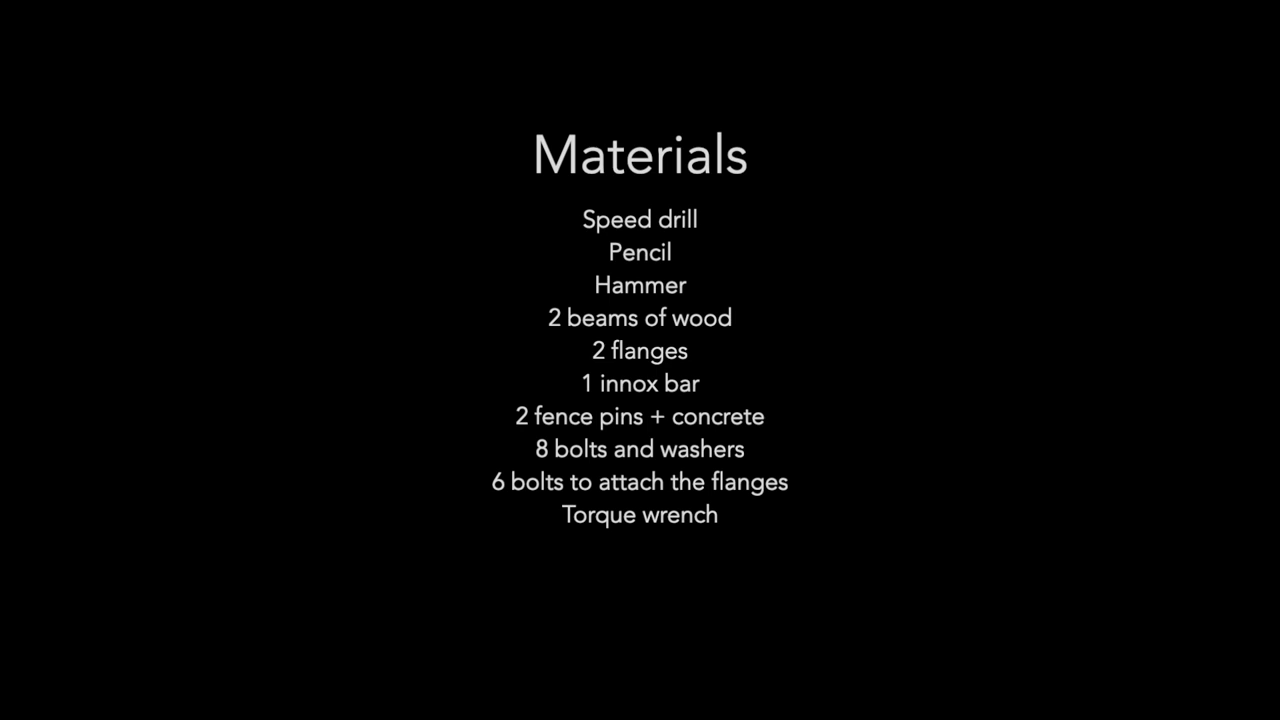 Materials
Speed drill
Pencil
Hammer
2 beams of wood
2 flanges
1 innox bar
2 fence pins + concrete
8 bolts and washers
6 bolts to attach the flanges
Torque wrench